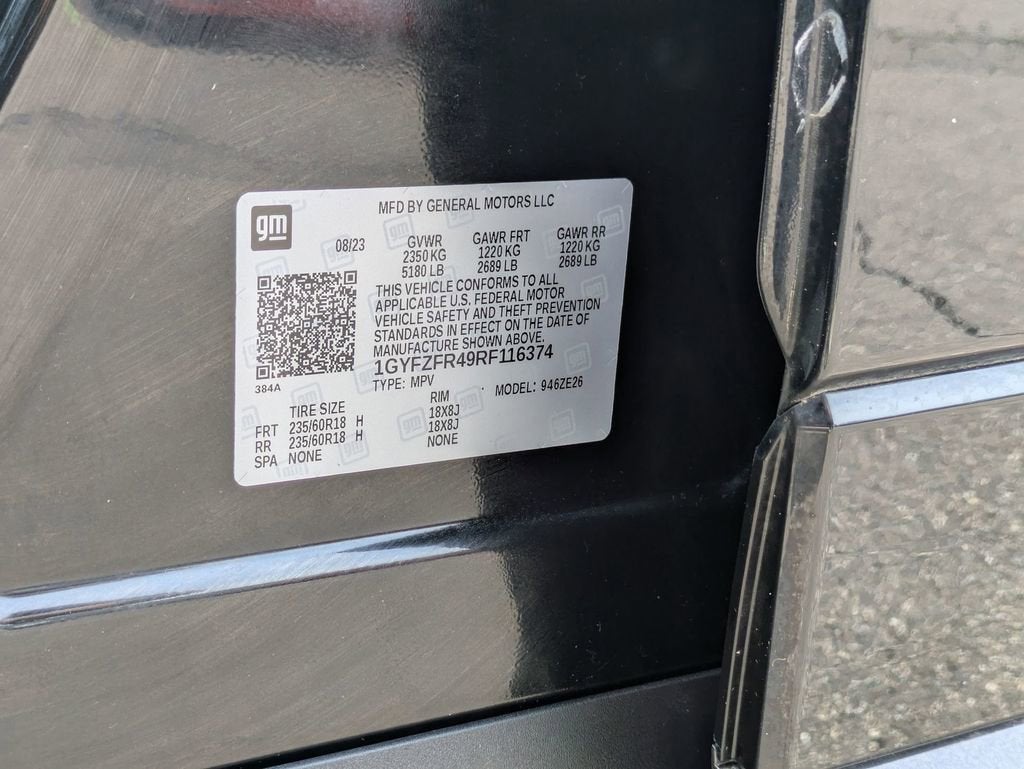 gm
MFD BY GENERAL MOTORS LLC
08/23 GVWR GAWR FRT GAWR RR
2350 KG 1220 KG 1220 KG
5180 LB 2689 LB 2689 LB
THIS VEHICLE CONFORMS TO ALL
APPLICABLE U.S. FEDERAL MOTOR
VEHICLE SAFETY AND THEFT PREVENTION
STANDARDS IN EFFECT ON THE DATE OF
MANUFACTURE SHOWN ABOVE.
1GYFZFR49RF116374
384A
TYPE: MPV MODEL: 946ZE26
TIRE SIZE RIM
FRT 235/60R18 H 18X8J
RR 235/60R18 H 18X8J
SPA NONE NONE